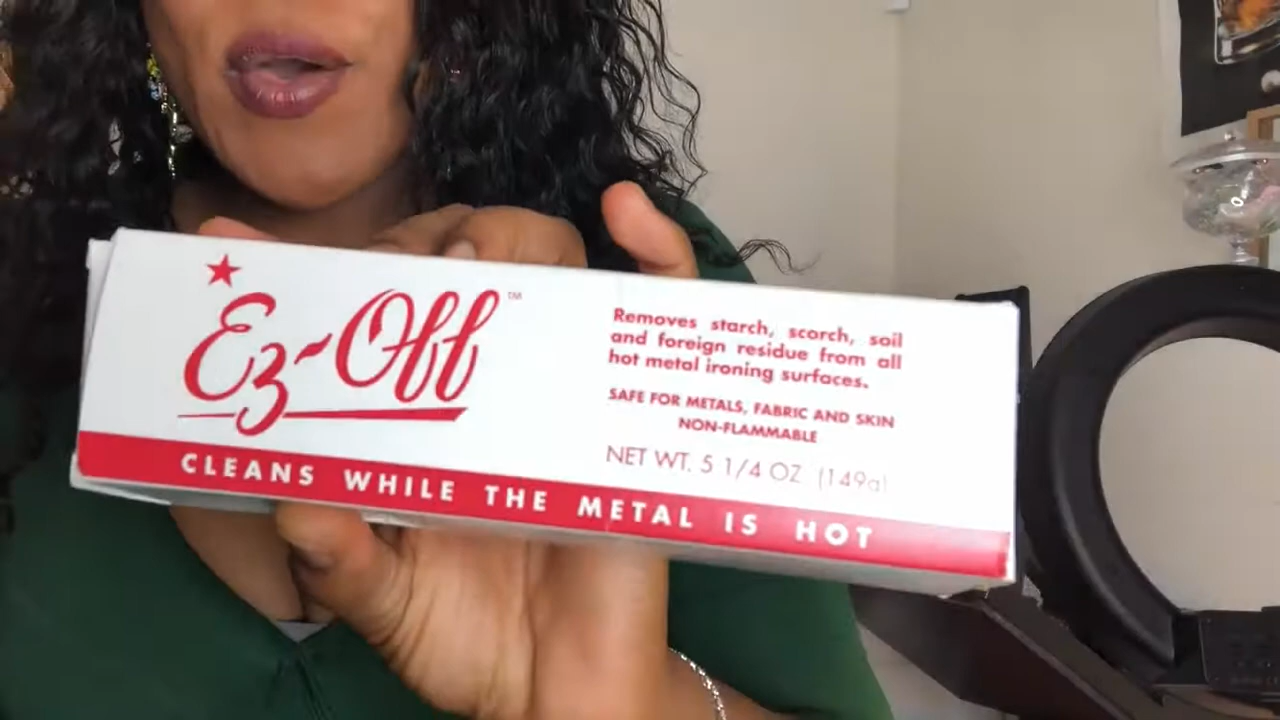 Ez-Off™
Removes starch, scorch, soil
and foreign residue from all
hot metal ironing surfaces.
SAFE FOR METALS, FABRIC AND SKIN
NON-FLAMMABLE
NET WT. 5 1/4 OZ. (149g)
CLEANS WHILE THE METAL IS HOT